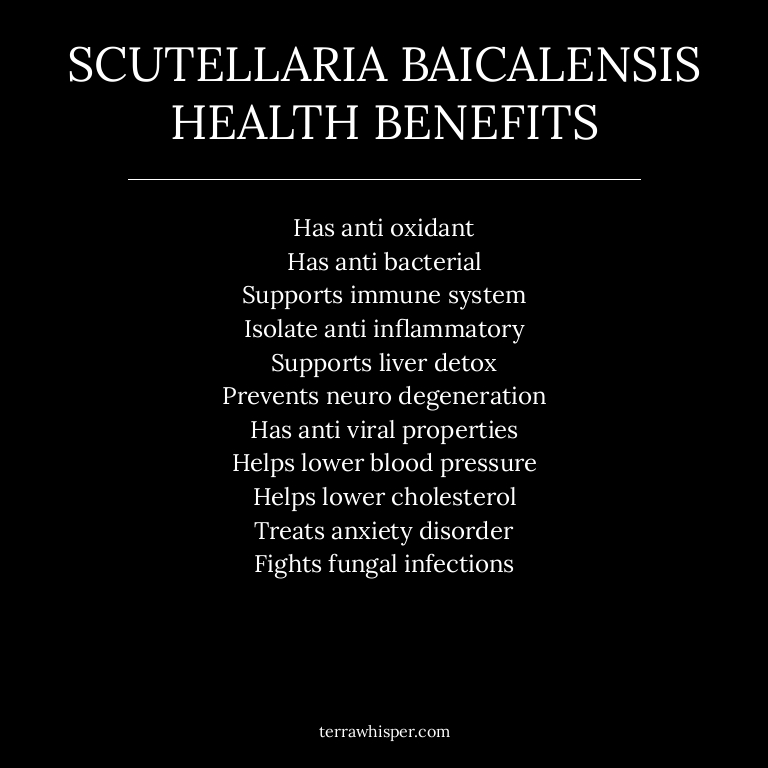 SCUTELLARIA BAICALENSIS
HEALTH BENEFITS
Has anti oxidant
Has anti bacterial
Supports immune system
Isolate anti inflammatory
Supports liver detox
Prevents neuro degeneration
Has anti viral properties
Helps lower blood pressure
Helps lower cholesterol
Treats anxiety disorder
Fights fungal infections
terrawhisper.com